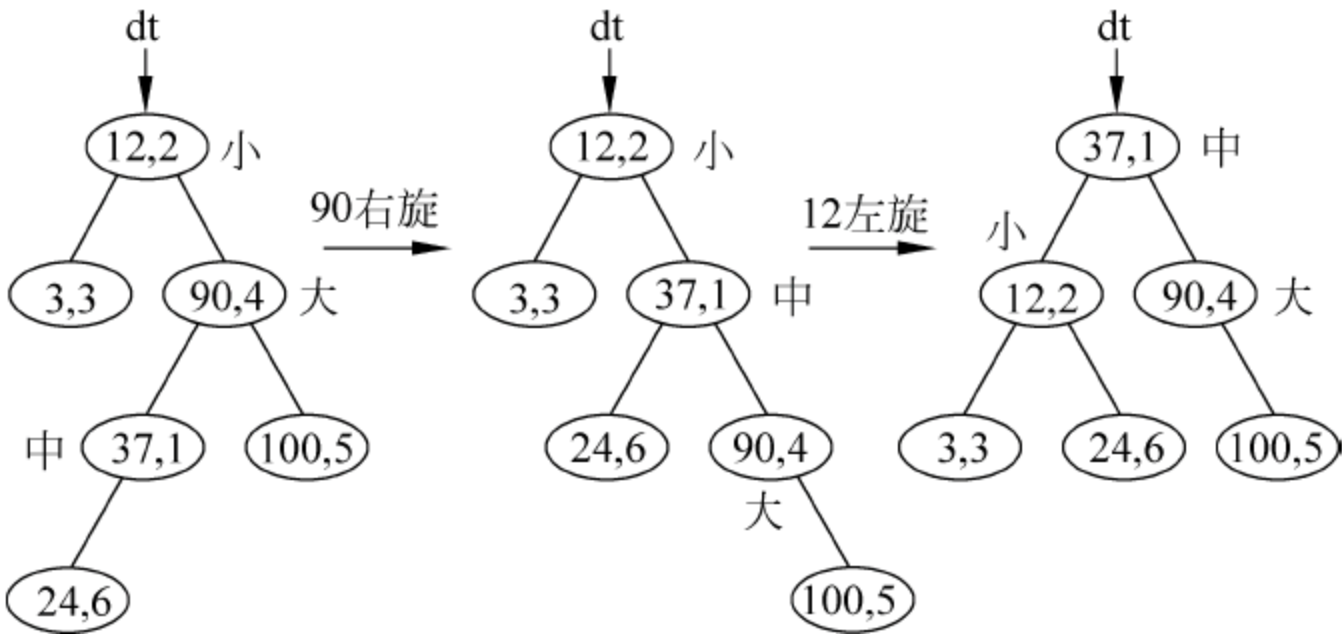 dt
dt
dt
12,2 小
12,2 小
37,1 中
90右旋
12左旋
小
3,3
90,4 大
3,3
37,1 中
12,2
90,4 大
中 37,1
100,5
24,6
90,4
3,3
24,6
100,5
大
24,6
100,5